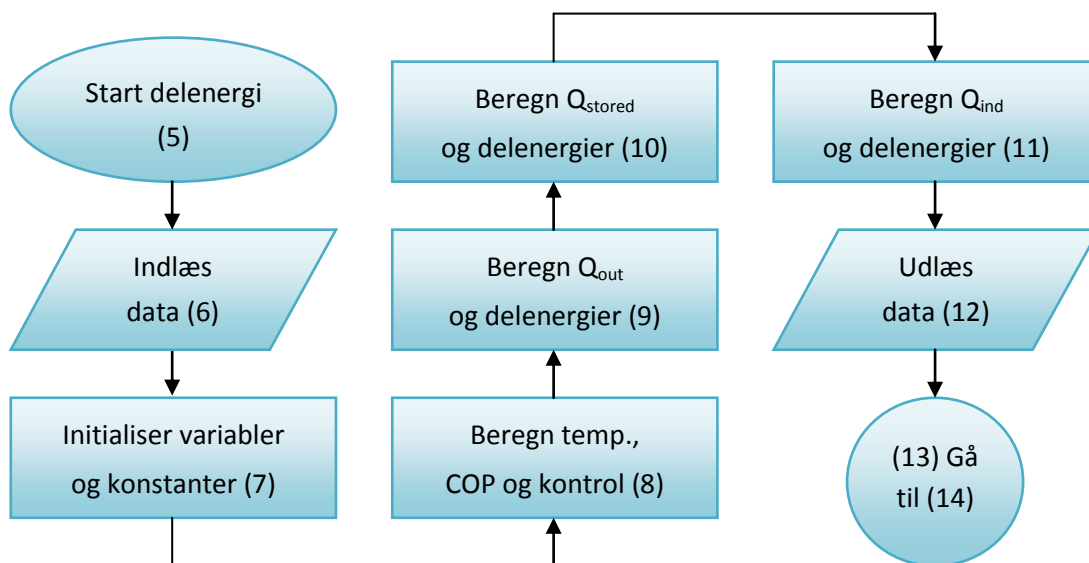 Start delenergi
(5)
Indlæs
data (6)
Initialiser variabler
og konstanter (7)
Beregn temp.,
COP og kontrol (8)
Beregn Qout
og delenergier (9)
Beregn Qstored
og delenergier (10)
Beregn Qind
og delenergier (11)
Udlæs
data (12)
(13) Gå
til (14)